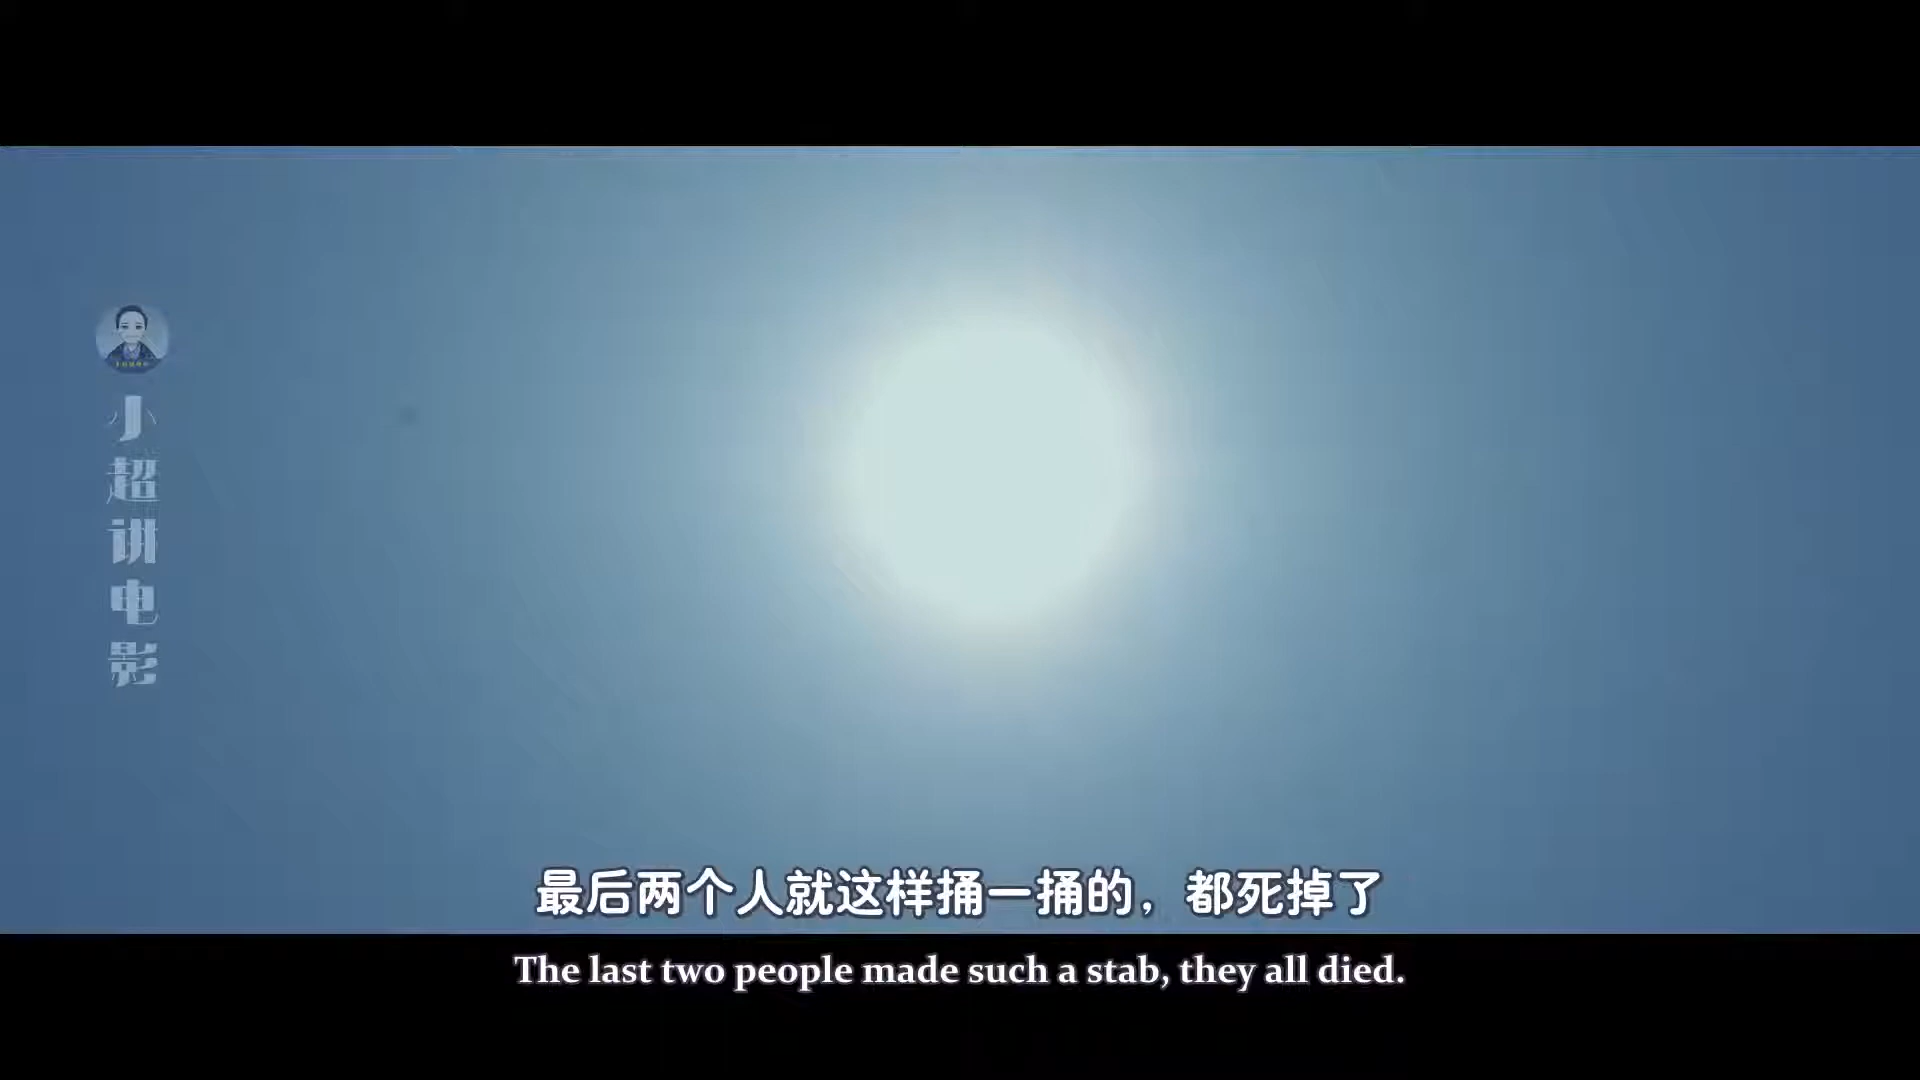 小超讲电影
最后两个人就这样捅一捅的，都死掉了
The last two people made such a stab, they all died.